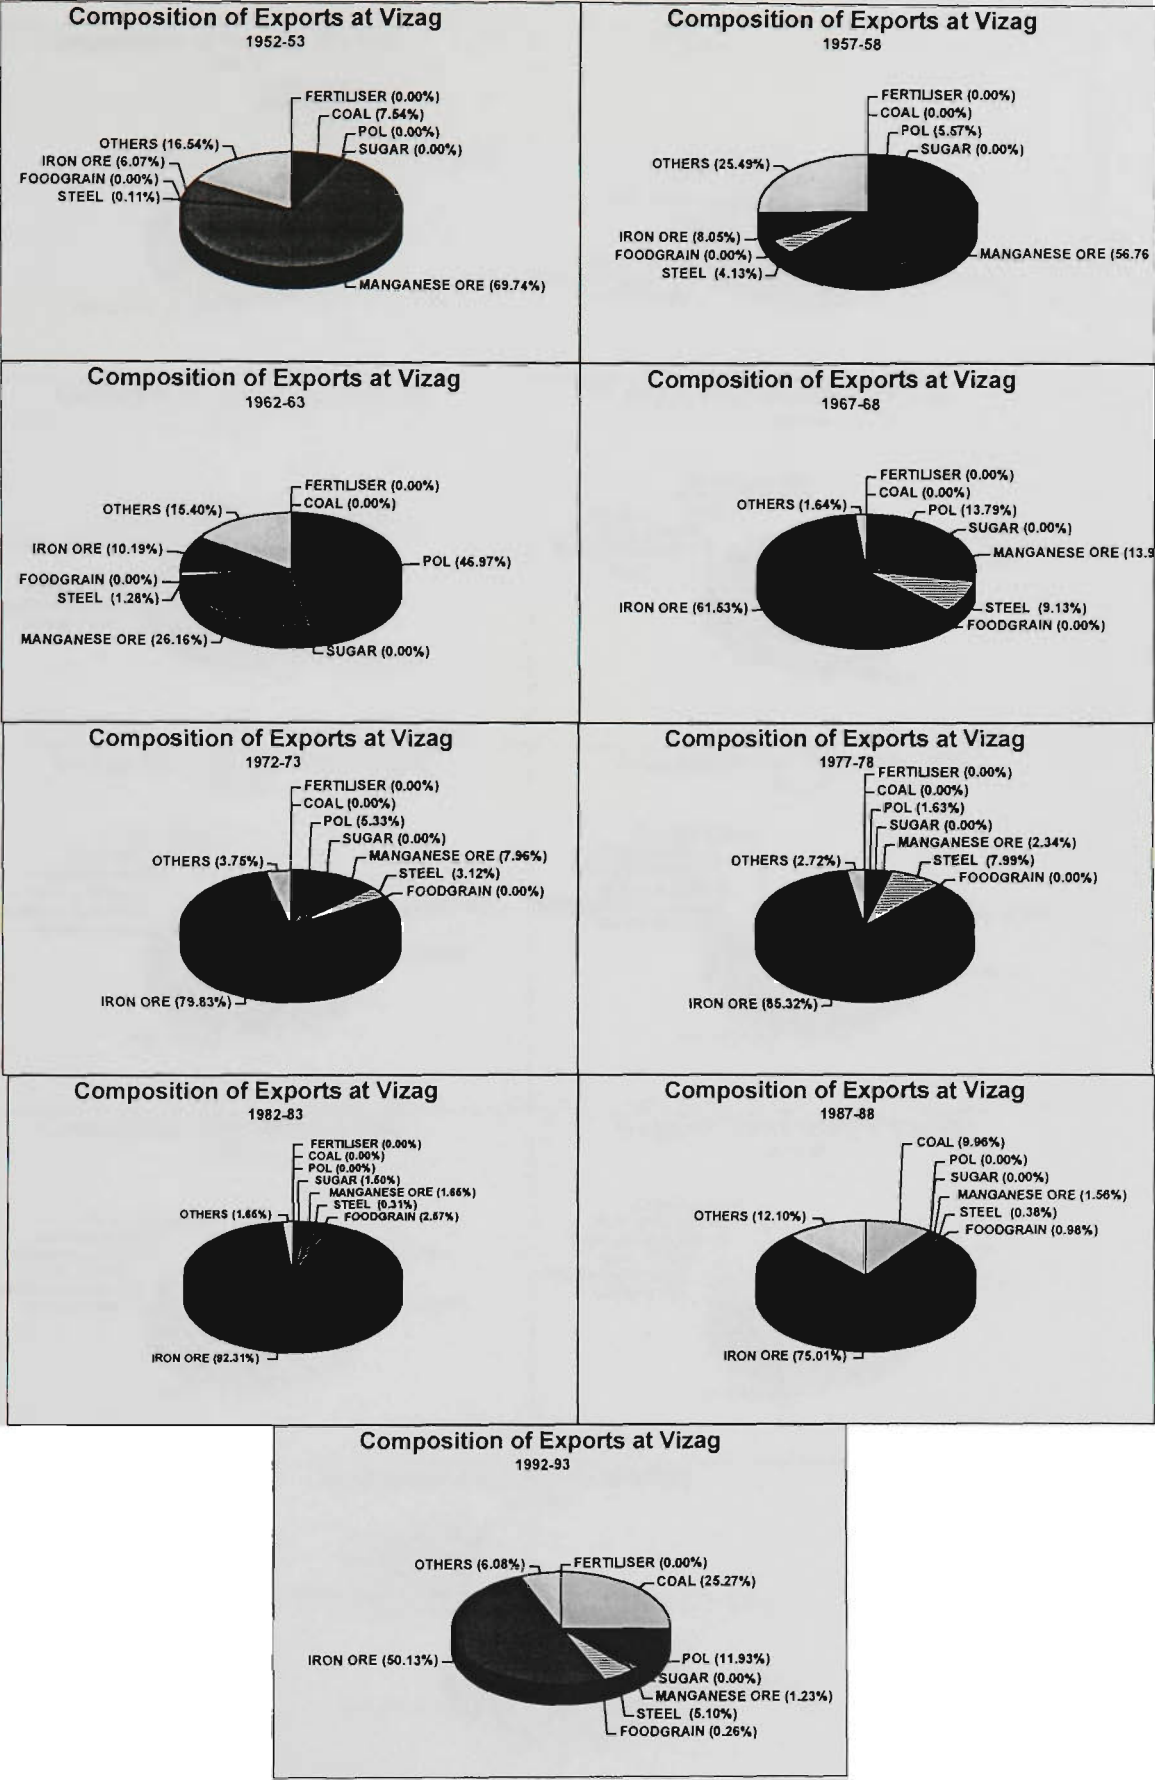 Composition of Exports at Vizag
1952-53
FERTILISER (0.00%)
COAL (7.54%)
POL (0.00%)
SUGAR (0.00%)
OTHERS (16.54%)
IRON ORE (6.07%)
FOODGRAIN (0.00%)
STEEL (0.11%)
MANGANESE ORE (69.74%)
Composition of Exports at Vizag
1957-58
FERTILISER (0.00%)
COAL (0.00%)
POL (5.57%)
SUGAR (0.00%)
OTHERS (25.49%)
IRON ORE (8.05%)
FOODGRAIN (0.00%)
STEEL (4.13%)
MANGANESE ORE (56.76
Composition of Exports at Vizag
1962-63
FERTILISER (0.00%)
COAL (0.00%)
OTHERS (15.40%)
IRON ORE (10.19%)
POL (46.97%)
FOODGRAIN (0.00%)
STEEL (1.28%)
MANGANESE ORE (26.16%)
SUGAR (0.00%)
Composition of Exports at Vizag
1967-68
FERTILISER (0.00%)
COAL (0.00%)
OTHERS (1.64%)
POL (13.79%)
SUGAR (0.00%)
MANGANESE ORE (13.9
IRON ORE (61.53%)
STEEL (9.13%)
FOODGRAIN (0.00%)
Composition of Exports at Vizag
1972-73
FERTILISER (0.00%)
COAL (0.00%)
POL (5.33%)
SUGAR (0.00%)
OTHERS (3.75%)
MANGANESE ORE (7.96%)
STEEL (3.12%)
FOODGRAIN (0.00%)
IRON ORE (79.83%)
Composition of Exports at Vizag
1977-78
FERTILISER (0.00%)
COAL (0.00%)
POL (1.63%)
SUGAR (0.00%)
MANGANESE ORE (2.34%)
OTHERS (2.72%)
STEEL (7.99%)
FOODGRAIN (0.00%)
IRON ORE (85.32%)
Composition of Exports at Vizag
1982-83
FERTILISER (0.00%)
COAL (0.00%)
POL (0.00%)
SUGAR (1.50%)
MANGANESE ORE (1.66%)
STEEL (0.31%)
OTHERS (1.66%)
FOODGRAIN (2.57%)
IRON ORE (92.31%)
Composition of Exports at Vizag
1987-88
COAL (9.96%)
POL (0.00%)
SUGAR (0.00%)
MANGANESE ORE (1.56%)
STEEL (0.38%)
OTHERS (12.10%)
FOODGRAIN (0.98%)
IRON ORE (75.01%)
Composition of Exports at Vizag
1992-93
OTHERS (6.08%)
FERTILISER (0.00%)
COAL (25.27%)
IRON ORE (50.13%)
POL (11.93%)
SUGAR (0.00%)
MANGANESE ORE (1.23%)
STEEL (5.10%)
FOODGRAIN (0.26%)